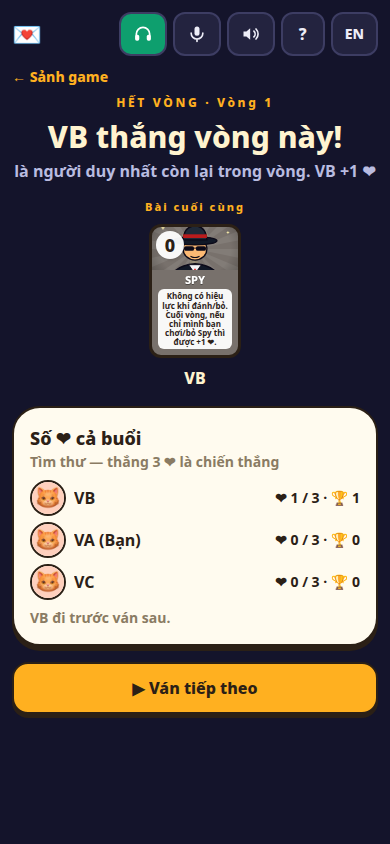 ?
EN
← Sảnh game
HẾT VÒNG · Vòng 1
VB thắng vòng này!
là người duy nhất còn lại trong vòng. VB +1 ❤
Bài cuối cùng
0
SPY
Không có hiệu
lực khi đánh/bỏ.
Cuối vòng, nếu
chỉ mình bạn
chơi/bỏ Spy thì
được +1 ❤.
VB
Số ❤ cả buổi
Tìm thư — thắng 3 ❤ là chiến thắng
VB ❤ 1 / 3 · 🏆 1
VA (Bạn) ❤ 0 / 3 · 🏆 0
VC ❤ 0 / 3 · 🏆 0
VB đi trước ván sau.
▶ Ván tiếp theo